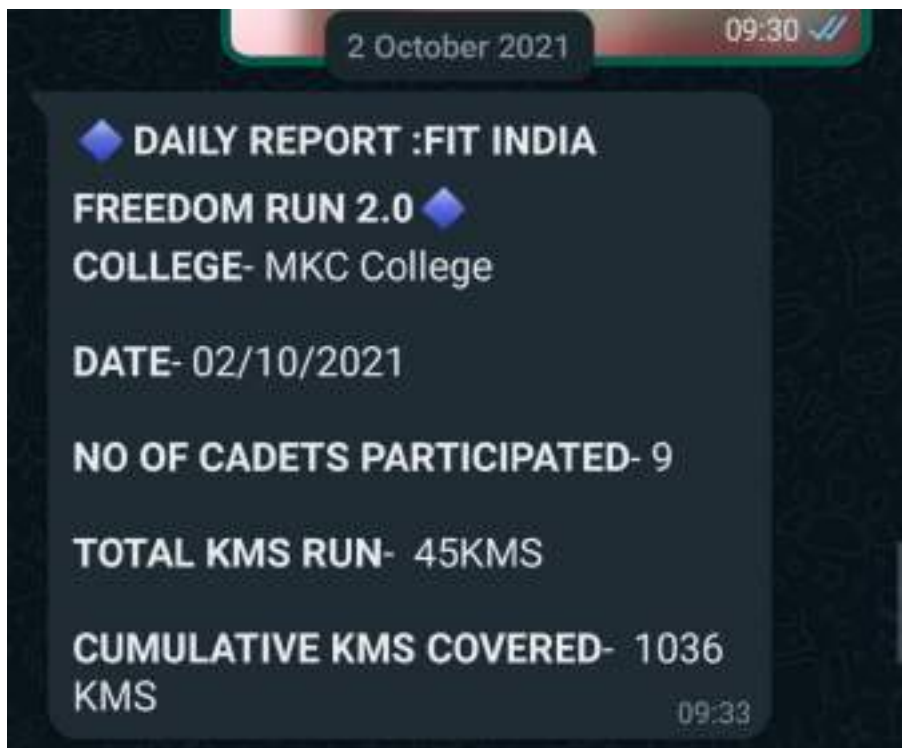 09:30
2 October 2021
DAILY REPORT :FIT INDIA
FREEDOM RUN 2.0
COLLEGE- MKC College
DATE- 02/10/2021
NO OF CADETS PARTICIPATED- 9
TOTAL KMS RUN- 45KMS
CUMULATIVE KMS COVERED- 1036
KMS
09:33